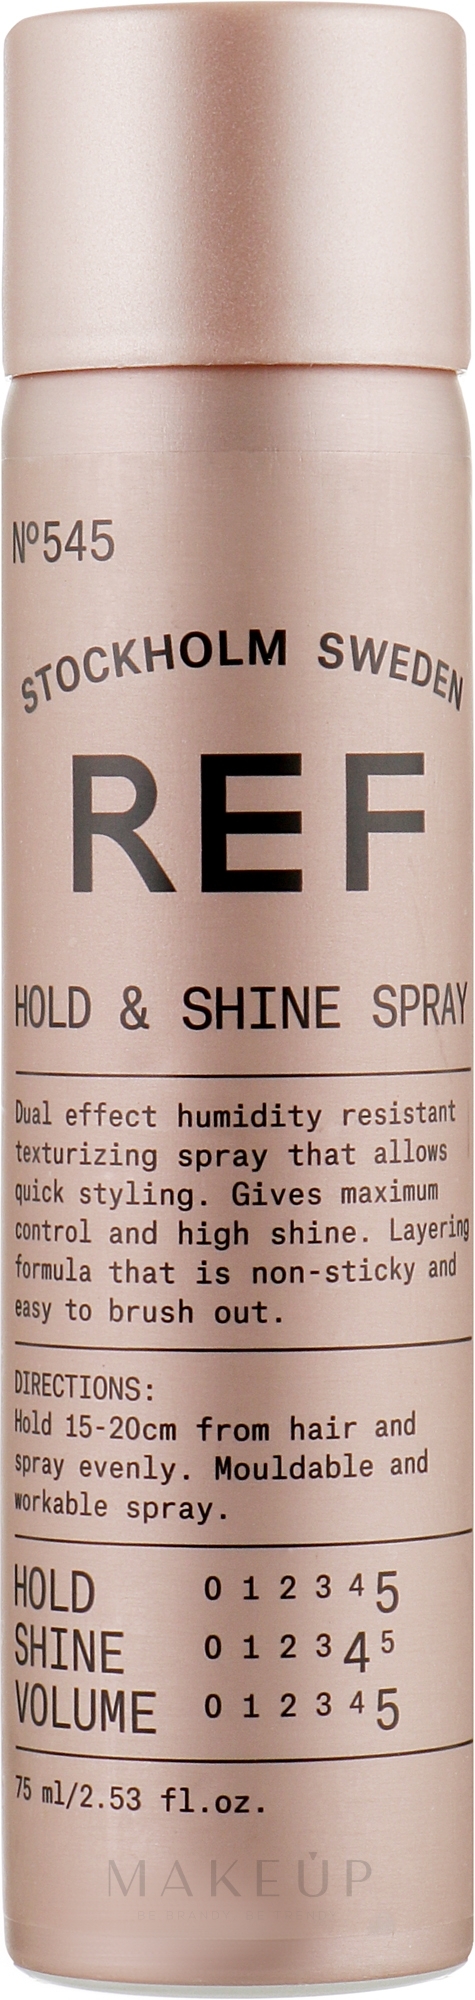 Nº545
STOCKHOLM SWEDEN
REF
HOLD & SHINE SPRAY
Dual effect humidity resistant
texturizing spray that allows
quick styling. Gives maximum
control and high shine. Layering
formula that is non-sticky and
easy to brush out.
DIRECTIONS:
Hold 15-20cm from hair and
spray evenly. Mouldable and
workable spray.
HOLD 0 1 2 3 4 5
SHINE 0 1 2 3 4 5
VOLUME 0 1 2 3 4 5
75 ml/2.53 fl.oz.
MAKEUP